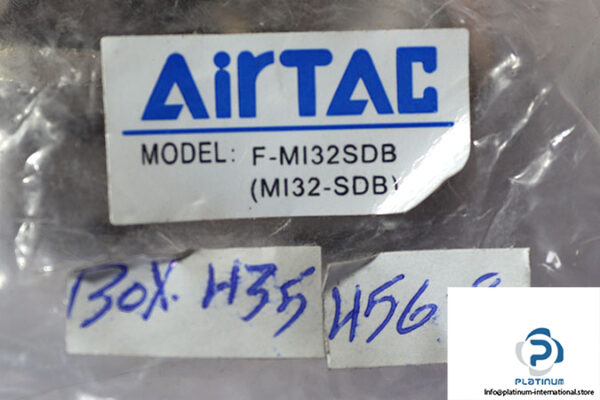 AirTAC
MODEL: F-MI32SDB
(MI32-SDB)
BOX. H35
H56
PLATINUM
Info@platinum-international.store